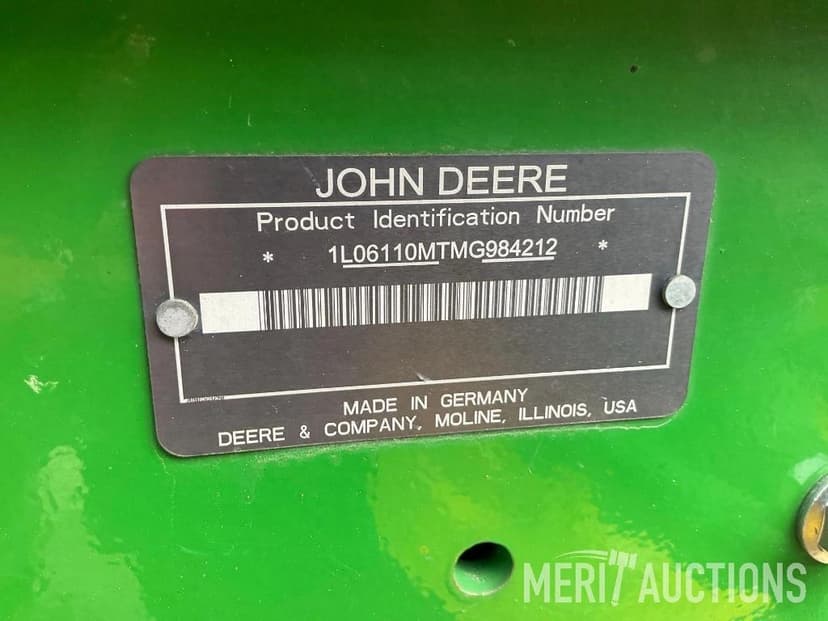 JOHN DEERE
Product Identification Number
* 1L06110MTMG984212 *
MADE IN GERMANY
DEERE & COMPANY, MOLINE, ILLINOIS, USA
MERIT AUCTIONS